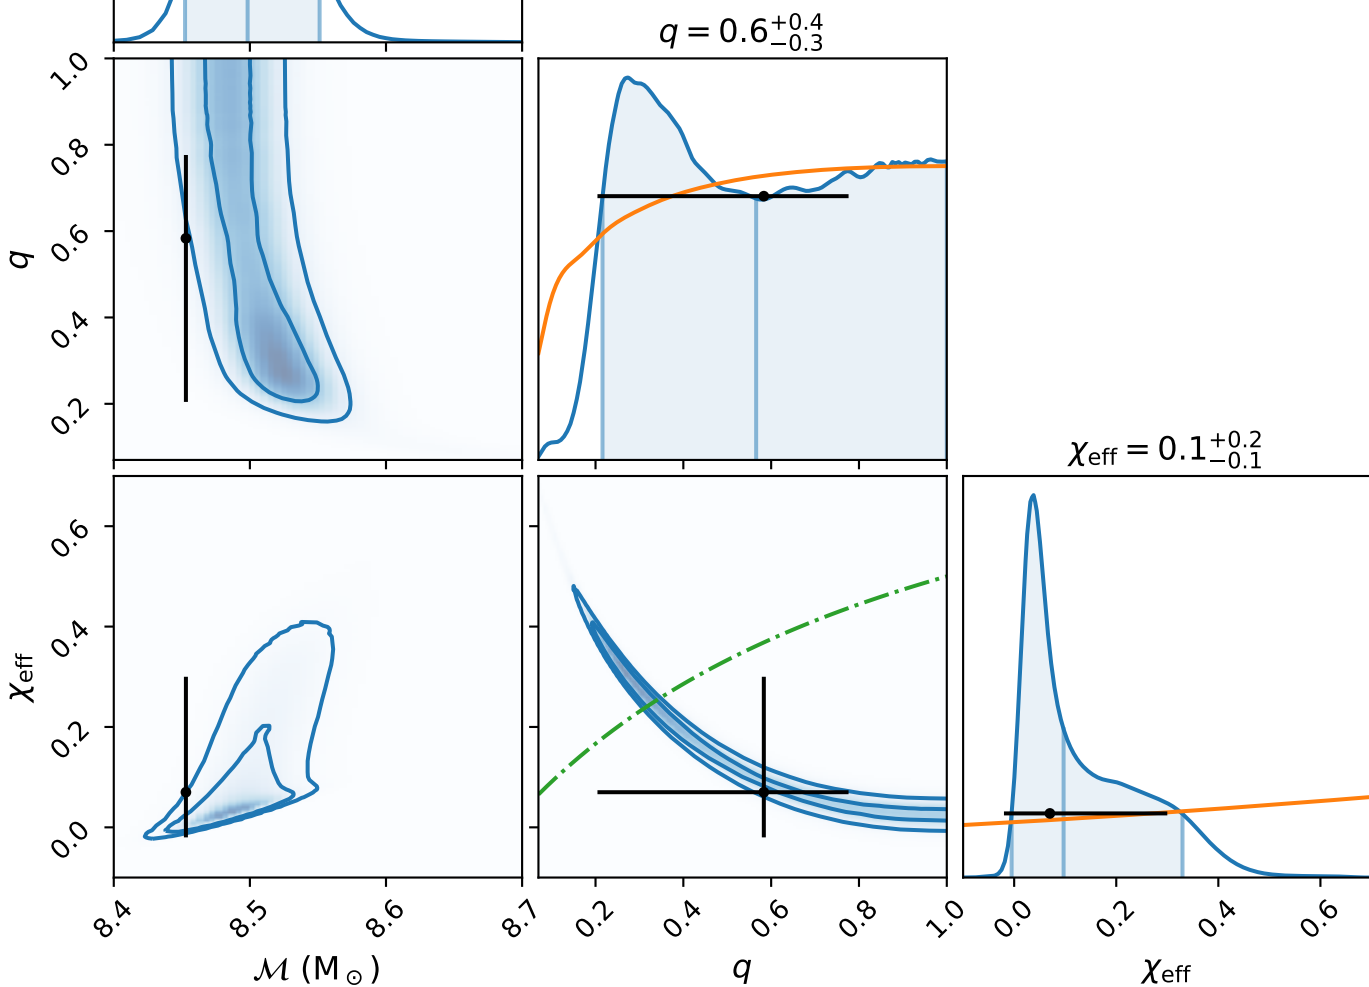 q = 0.6^{+0.4}_{-0.3}
1.0
0.8
0.6
0.4
0.2
q
χ_eff = 0.1^{+0.2}_{-0.1}
0.6
0.4
0.2
0.0
χ_eff
8.4 8.5 8.6 8.7 0.2 0.4 0.6 0.8 1.0 0.0 0.2 0.4 0.6
ℳ (M_⊙) q χ_eff